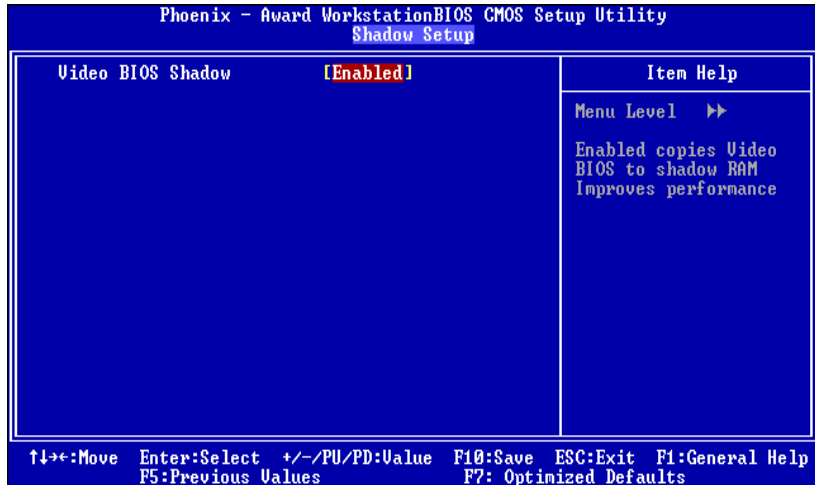 Phoenix - Award WorkstationBIOS CMOS Setup Utility
Shadow Setup
Video BIOS Shadow [Enabled]
Item Help
Menu Level ▶▶
Enabled copies Video
BIOS to shadow RAM
Improves performance
↑↓→←:Move Enter:Select +/-/PU/PD:Value F10:Save ESC:Exit F1:General Help
F5:Previous Values F7: Optimized Defaults